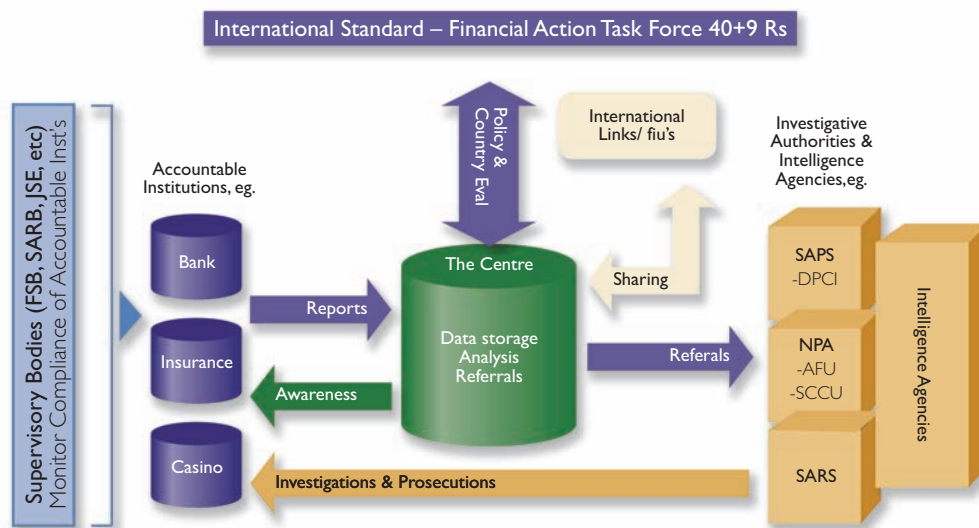 International Standard – Financial Action Task Force 40+9 Rs
Supervisory Bodies (FSB, SARB, JSE, etc)
Monitor Compliance of Accountable Inst's
Accountable
Institutions, eg.
Bank
Insurance
Casino
Policy &
Country Eval
International
Links/ fiu's
Investigative
Authorities &
Intelligence
Agencies,eg.
The Centre
Data storage
Analysis
Referrals
Reports
Awareness
Sharing
Referals
Investigations & Prosecutions
SAPS
-DPCI
NPA
-AFU
-SCCU
SARS
Intelligence Agencies